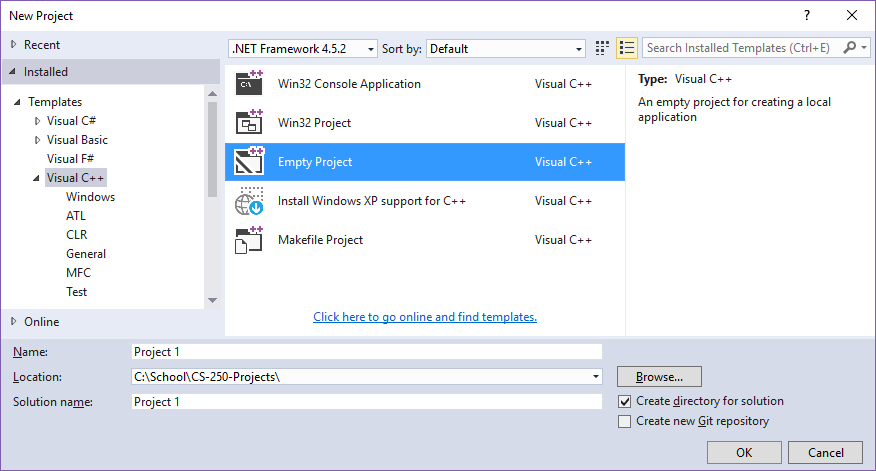 New Project
?
Recent
Installed
.NET Framework 4.5.2
Sort by:
Default
Search Installed Templates (Ctrl+E)
Templates
Visual C#
Visual Basic
Visual F#
Visual C++
Windows
ATL
CLR
General
MFC
Test
Online
C:\
Win32 Console Application Visual C++
Win32 Project Visual C++
Empty Project Visual C++
Install Windows XP support for C++ Visual C++
Makefile Project Visual C++
Click here to go online and find templates.
Type: Visual C++
An empty project for creating a local
application
Name: Project 1
Location: C:\School\CS-250-Projects\
Browse...
Solution name: Project 1
Create directory for solution
Create new Git repository
OK
Cancel